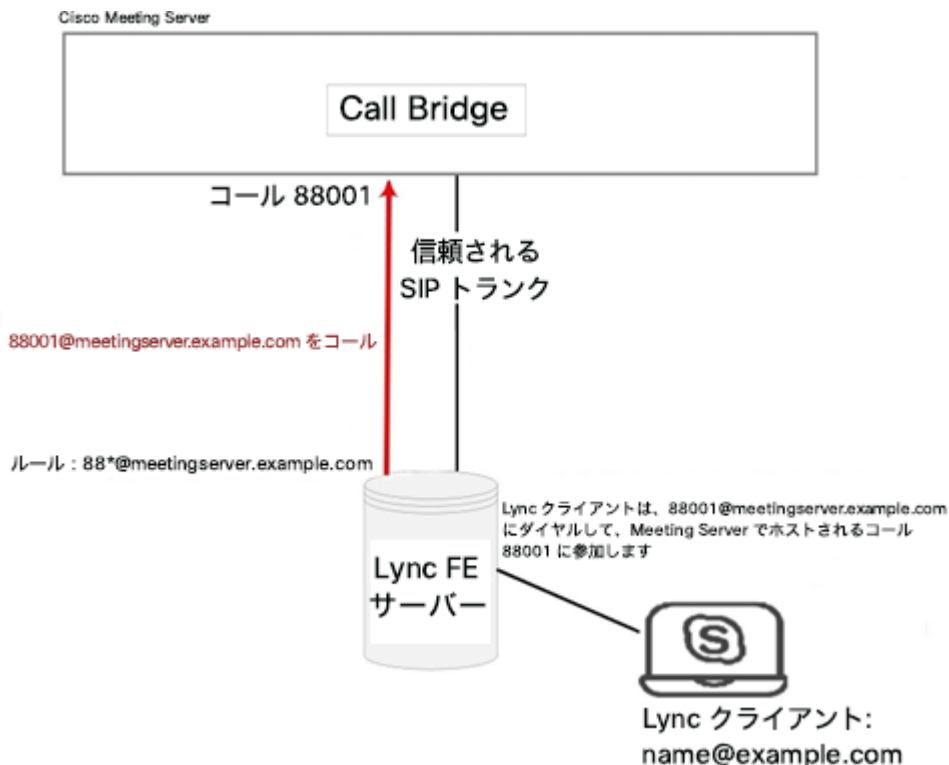 Cisco Meeting Server
Call Bridge
コール 88001
信頼される
SIP トランク
88001@meetingserver.example.com をコール
ルール : 88*@meetingserver.example.com
Lync クライアントは、88001@meetingserver.example.com
にダイヤルして、Meeting Server でホストされるコール
88001 に参加します
Lync FE
サーバー
S
Lync クライアント:
name@example.com